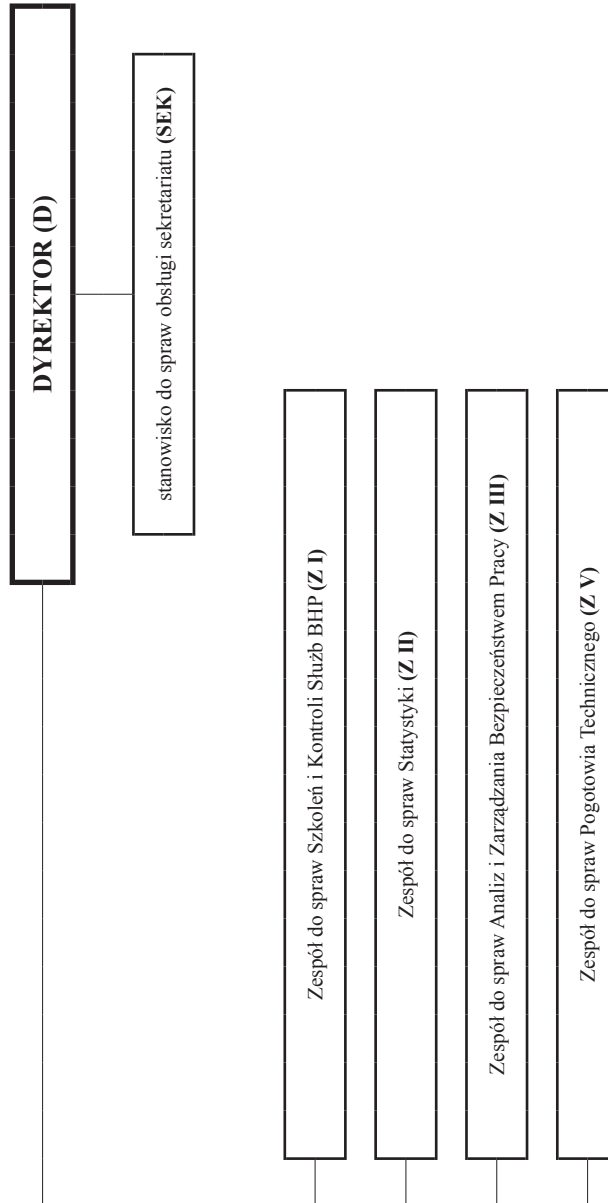 DYREKTOR (D)
stanowisko do spraw obsługi sekretariatu (SEK)
Zespół do spraw Szkoleń i Kontroli Służb BHP (Z I)
Zespół do spraw Statystyki (Z II)
Zespół do spraw Analiz i Zarządzania Bezpieczeństwem Pracy (Z III)
Zespół do spraw Pogotowia Technicznego (Z V)